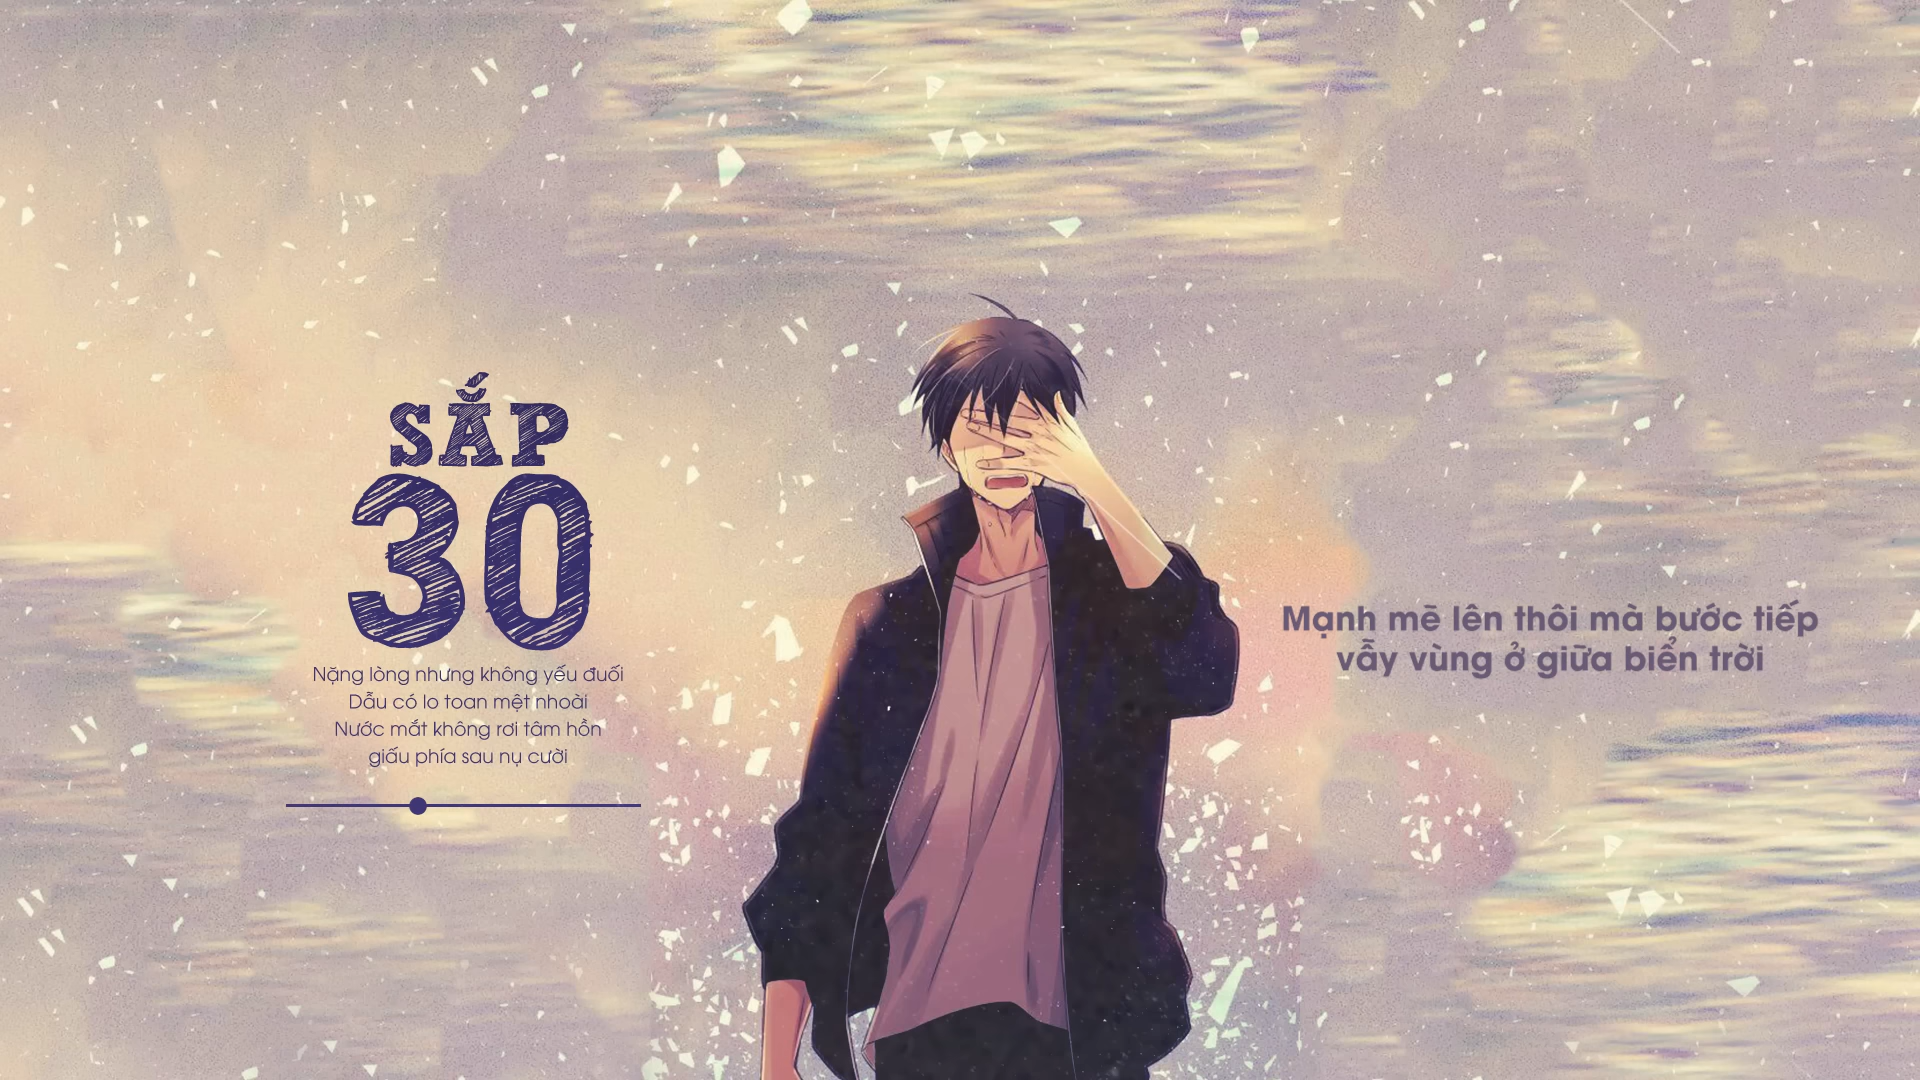 SẮP
30
Nặng lòng nhưng không yếu đuối
Dẫu có lo toan mệt nhoài
Nước mắt không rơi tâm hồn
giấu phía sau nụ cười
Mạnh mẽ lên thôi mà bước tiếp
vẫy vùng ở giữa biển trời